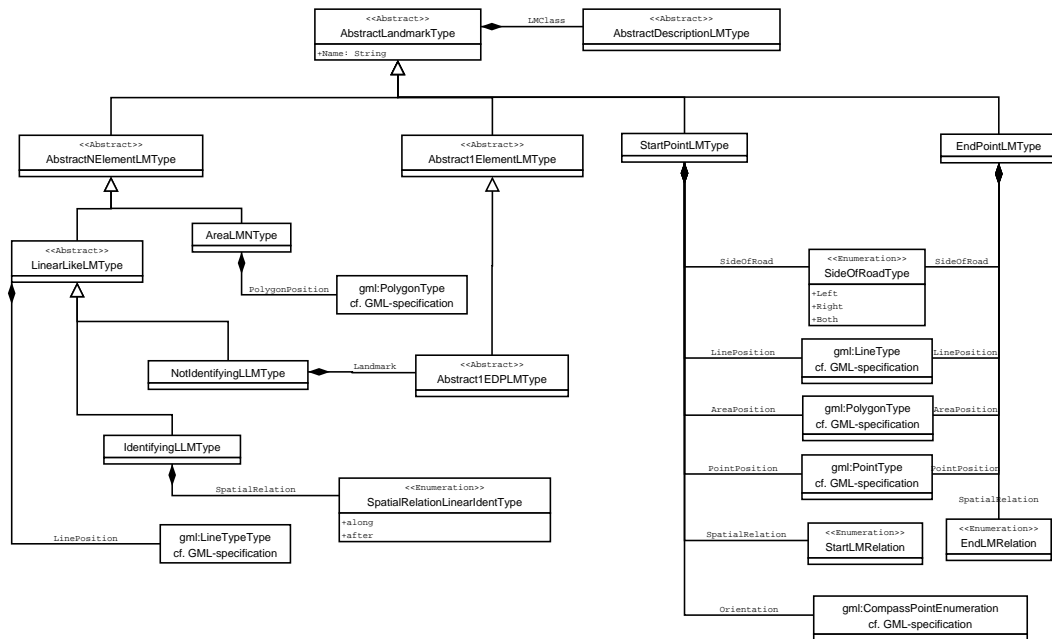 <<Abstract>>
AbstractLandmarkType
+Name: String
LMClass
<<Abstract>>
AbstractDescriptionLMType
<<Abstract>>
AbstractNElementLMType
<<Abstract>>
Abstract1ElementLMType
StartPointLMType
EndPointLMType
<<Abstract>>
LinearLikeLMType
AreaLMNType
PolygonPosition
gml:PolygonType
cf. GML-specification
SideOfRoad
<<Enumeration>>
SideOfRoadType
+Left
+Right
+Both
SideOfRoad
NotIdentifyingLLMType
Landmark
<<Abstract>>
Abstract1EDPLMType
LinePosition
gml:LineType
cf. GML-specification
LinePosition
AreaPosition
gml:PolygonType
cf. GML-specification
AreaPosition
IdentifyingLLMType
PointPosition
gml:PointType
cf. GML-specification
PointPosition
SpatialRelation
<<Enumeration>>
SpatialRelationLinearIdentType
+along
+after
SpatialRelation
<<Enumeration>>
EndLMRelation
SpatialRelation
<<Enumeration>>
StartLMRelation
LinePosition
gml:LineTypeType
cf. GML-specification
Orientation
gml:CompassPointEnumeration
cf. GML-specification